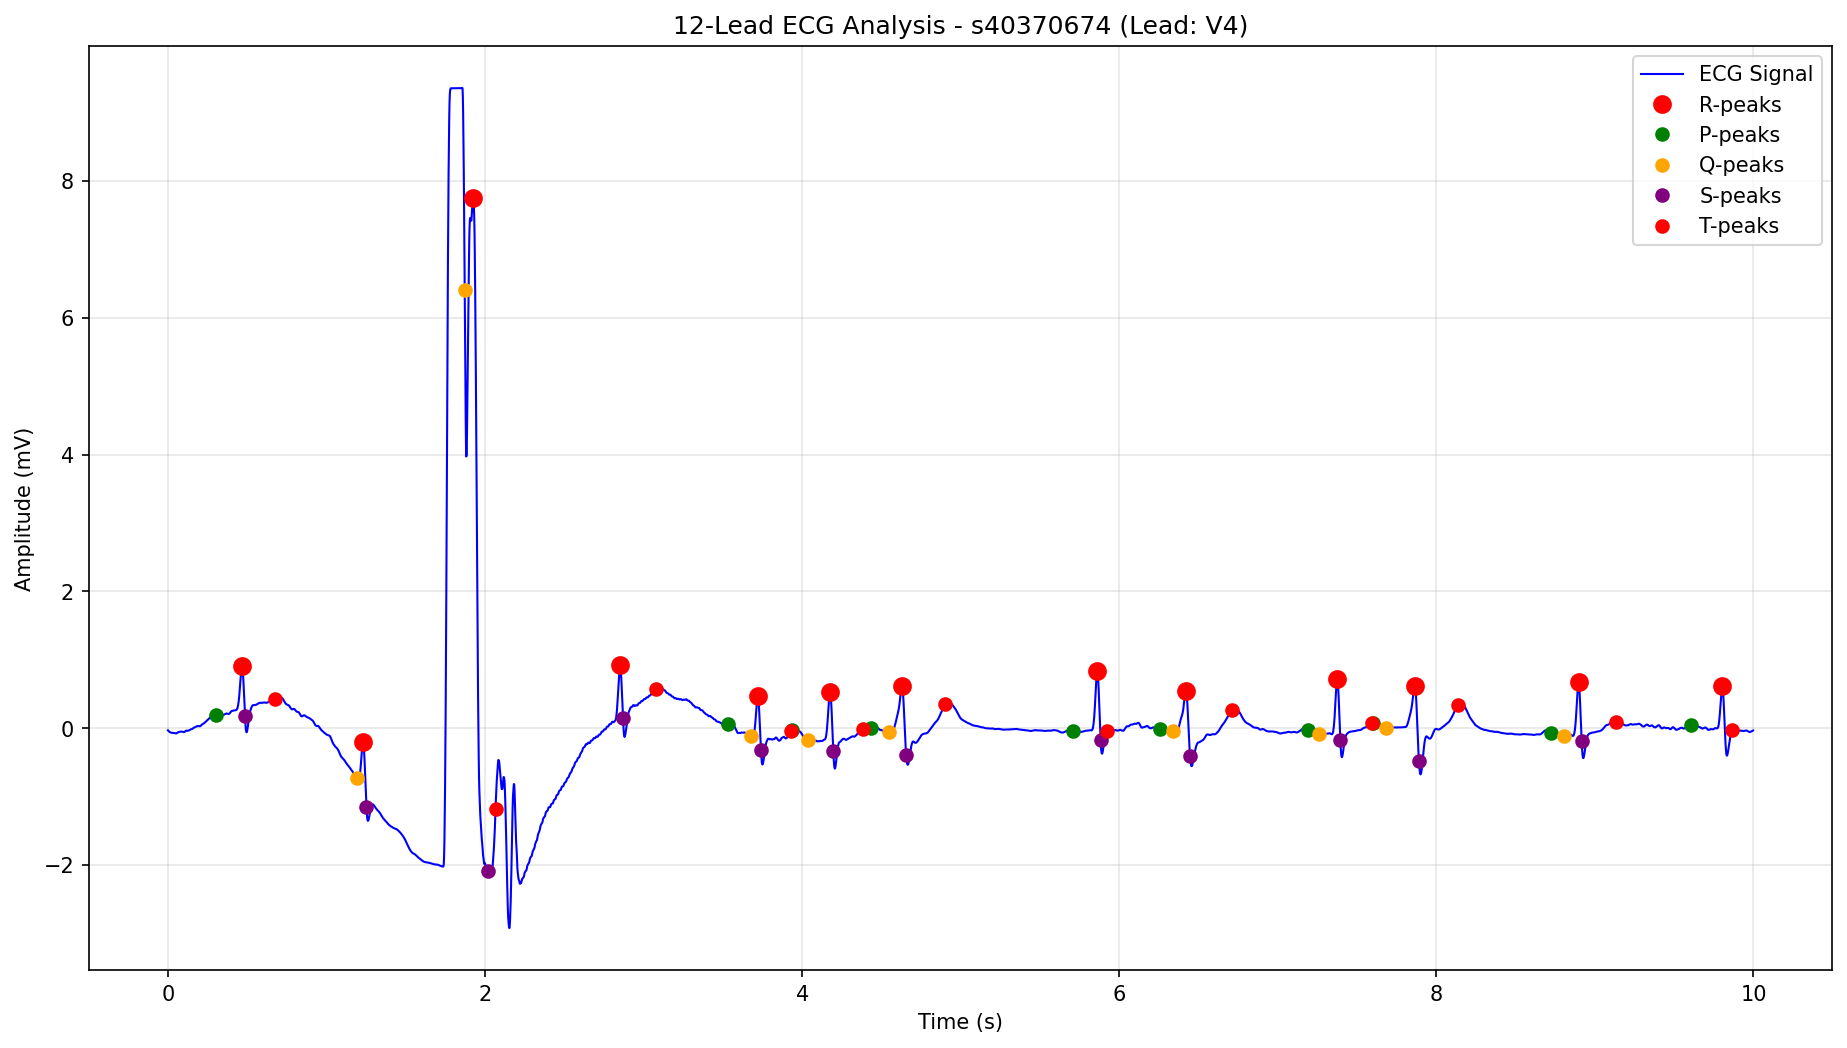 12-Lead ECG Analysis - s40370674 (Lead: V4)
ECG Signal
R-peaks
P-peaks
Q-peaks
S-peaks
T-peaks
Amplitude (mV)
8
6
4
2
0
−2
0 2 4 6 8 10
Time (s)